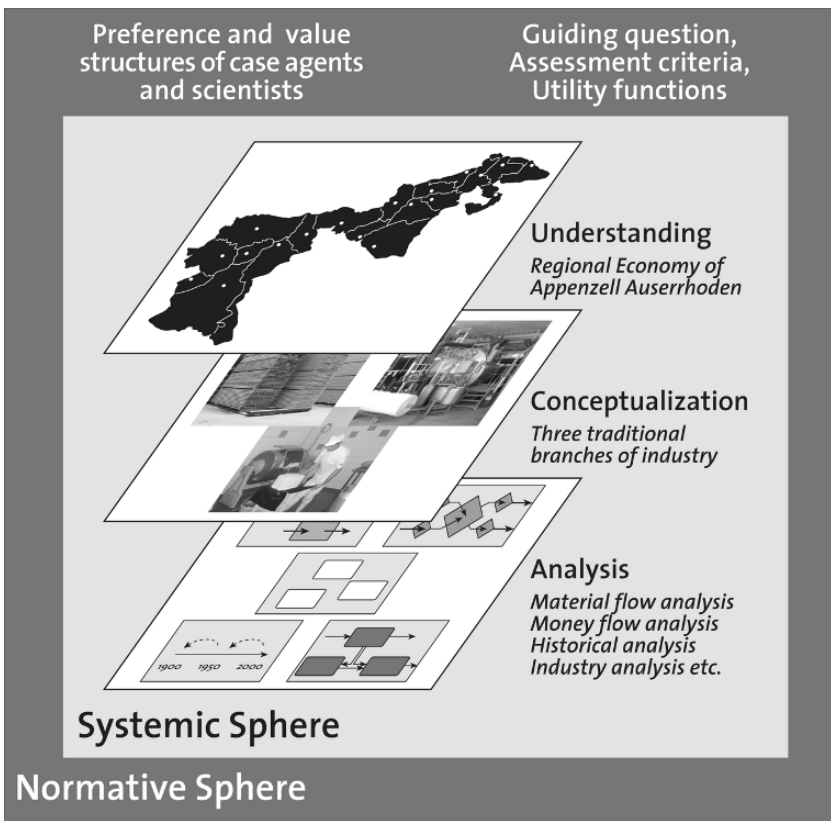 Preference and value
structures of case agents
and scientists
Guiding question,
Assessment criteria,
Utility functions
Understanding
Regional Economy of
Appenzell Auserrhoden
Conceptualization
Three traditional
branches of industry
Analysis
Material flow analysis
Money flow analysis
Historical analysis
Industry analysis etc.
1900 1950 2000
Systemic Sphere
Normative Sphere